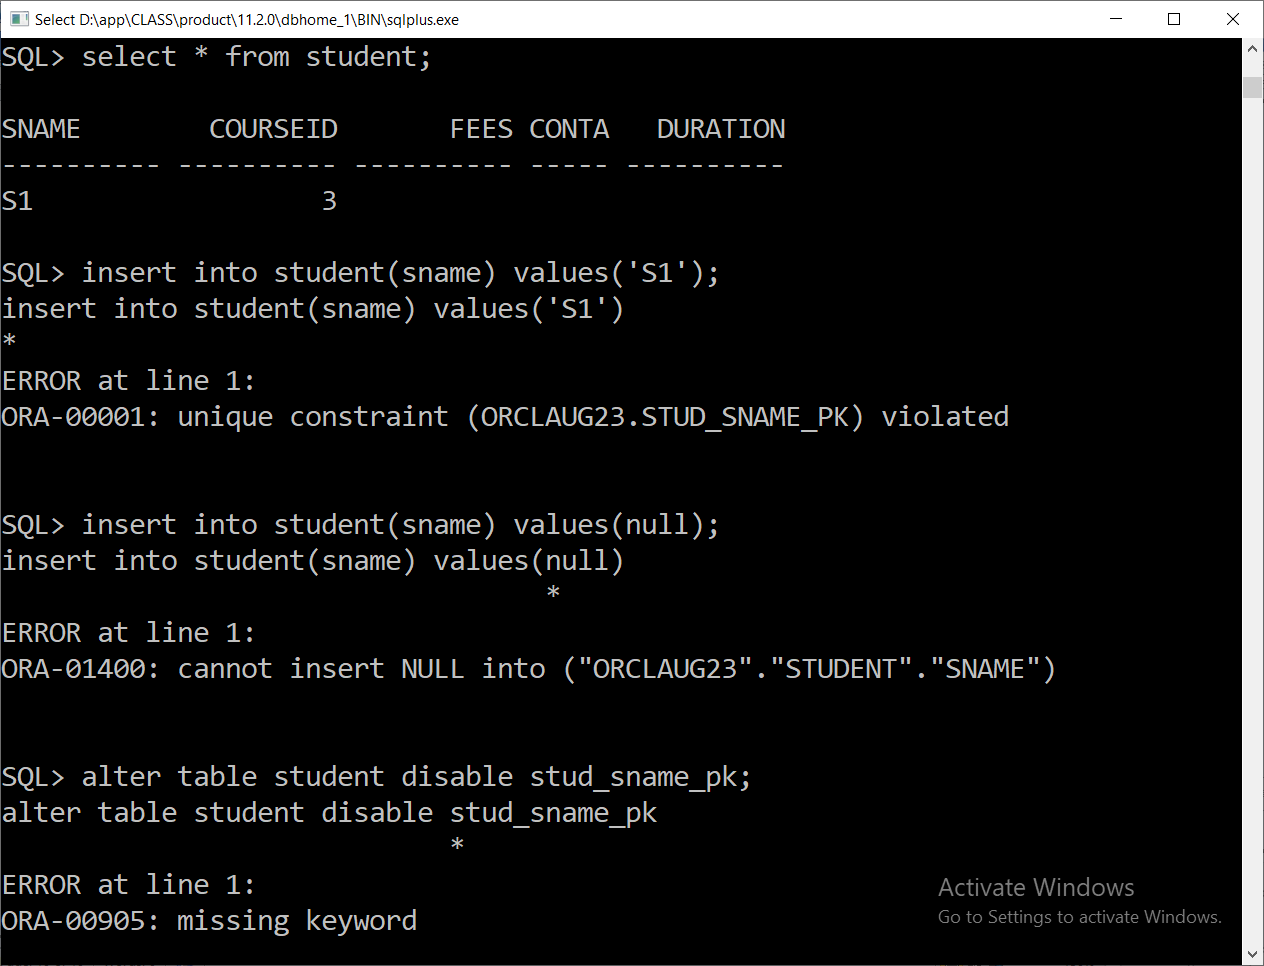 Select D:\app\CLASS\product\11.2.0\dbhome_1\BIN\sqlplus.exe
SQL> select * from student;
SNAME        COURSEID       FEES CONTA   DURATION
---------- ---------- ---------- ----- ----------
S1                  3
SQL> insert into student(sname) values('S1');
insert into student(sname) values('S1')
*
ERROR at line 1:
ORA-00001: unique constraint (ORCLAUG23.STUD_SNAME_PK) violated
SQL> insert into student(sname) values(null);
insert into student(sname) values(null)
                                  *
ERROR at line 1:
ORA-01400: cannot insert NULL into ("ORCLAUG23"."STUDENT"."SNAME")
SQL> alter table student disable stud_sname_pk;
alter table student disable stud_sname_pk
                            *
ERROR at line 1:
ORA-00905: missing keyword
Activate Windows
Go to Settings to activate Windows.